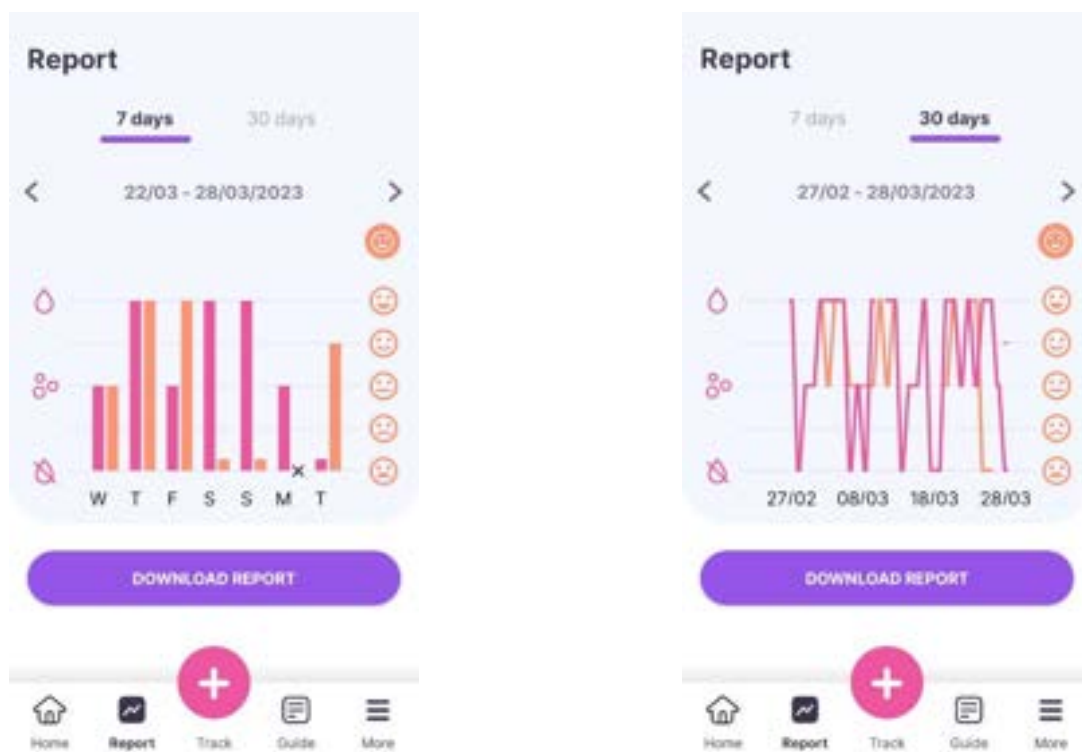 Report
7 days 30 days
22/03 - 28/03/2023
W T F S S M T
DOWNLOAD REPORT
Home Report Track Guide More
Report
7 days 30 days
27/02 - 28/03/2023
27/02 08/03 18/03 28/03
DOWNLOAD REPORT
Home Report Track Guide More